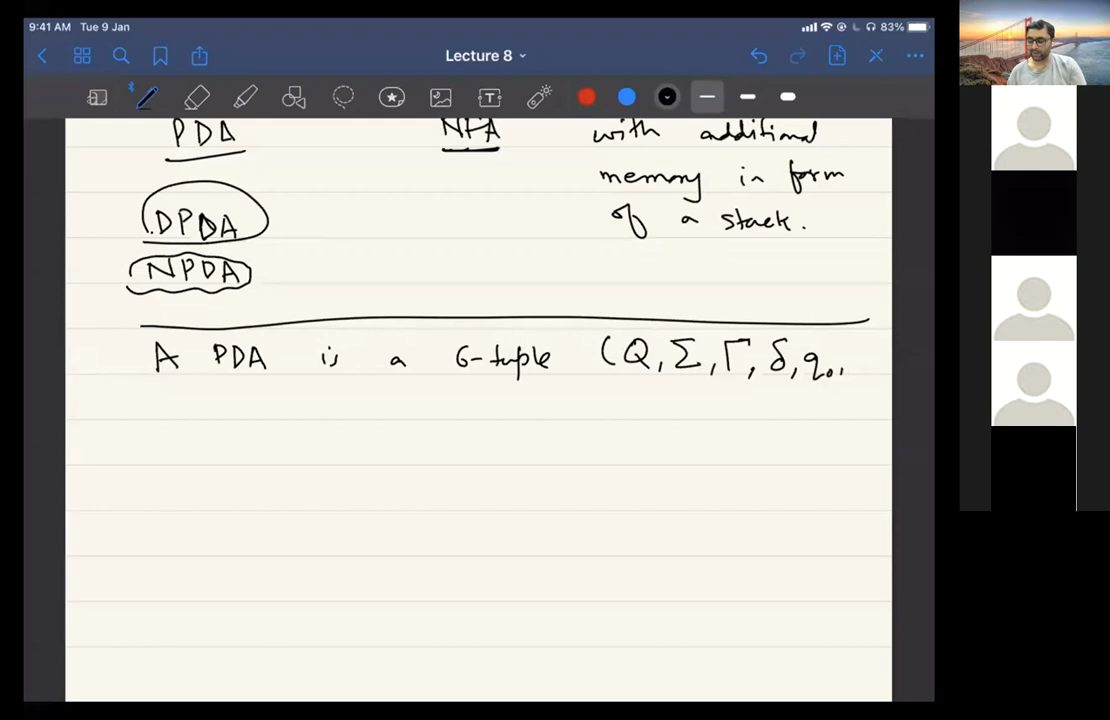 9:41 AM Tue 9 Jan
83%
Lecture 8
PDA NFA with additional
memory in form
of a stack.
DPDA
NPDA
A PDA is a 6-tuple (Q, Σ, Γ, δ, q₀,